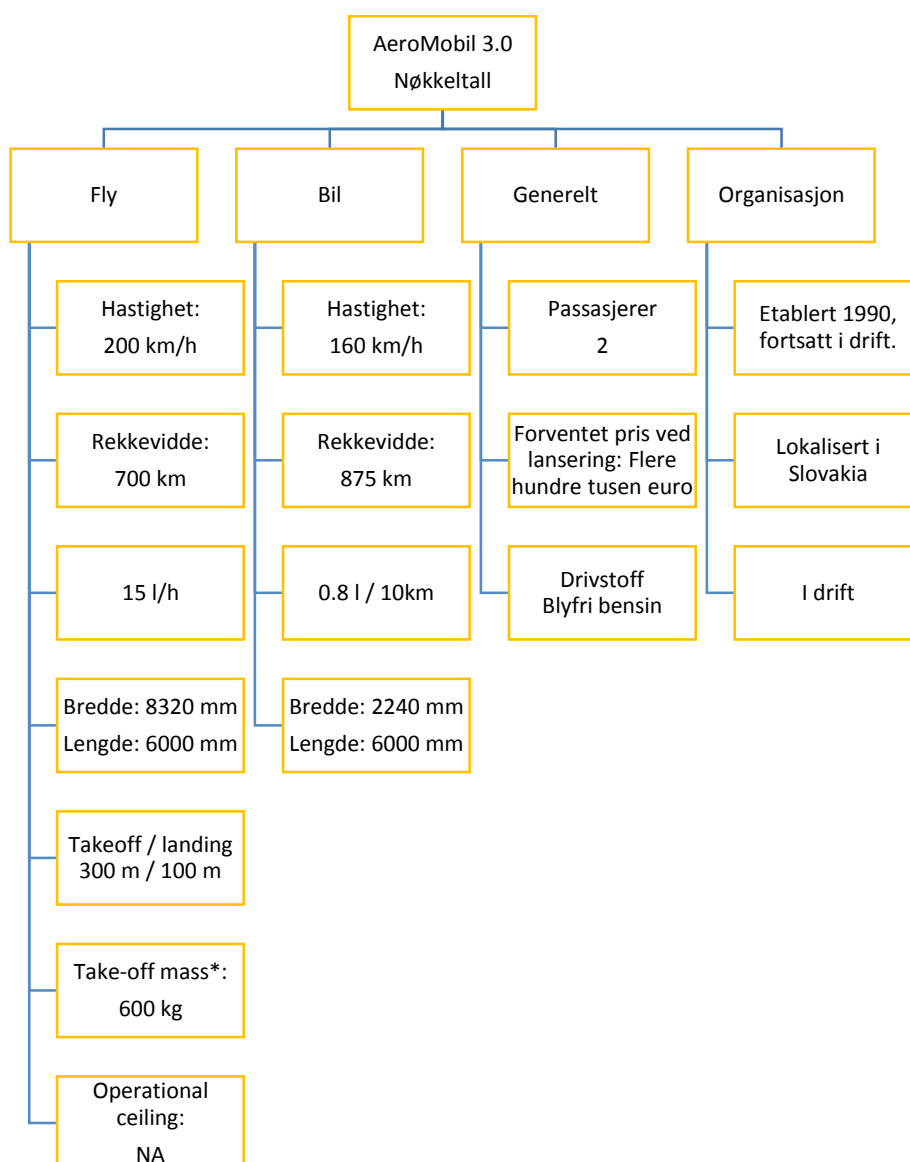 AeroMobil 3.0
Nøkkeltall
Fly
Bil
Generelt
Organisasjon
Hastighet:
200 km/h
Rekkevidde:
700 km
15 l/h
Bredde: 8320 mm
Lengde: 6000 mm
Takeoff / landing
300 m / 100 m
Take-off mass*:
600 kg
Operational
ceiling:
NA
Hastighet:
160 km/h
Rekkevidde:
875 km
0.8 l / 10km
Bredde: 2240 mm
Lengde: 6000 mm
Passasjerer
2
Forventet pris ved
lansering: Flere
hundre tusen euro
Drivstoff
Blyfri bensin
Etablert 1990,
fortsatt i drift.
Lokalisert i
Slovakia
I drift